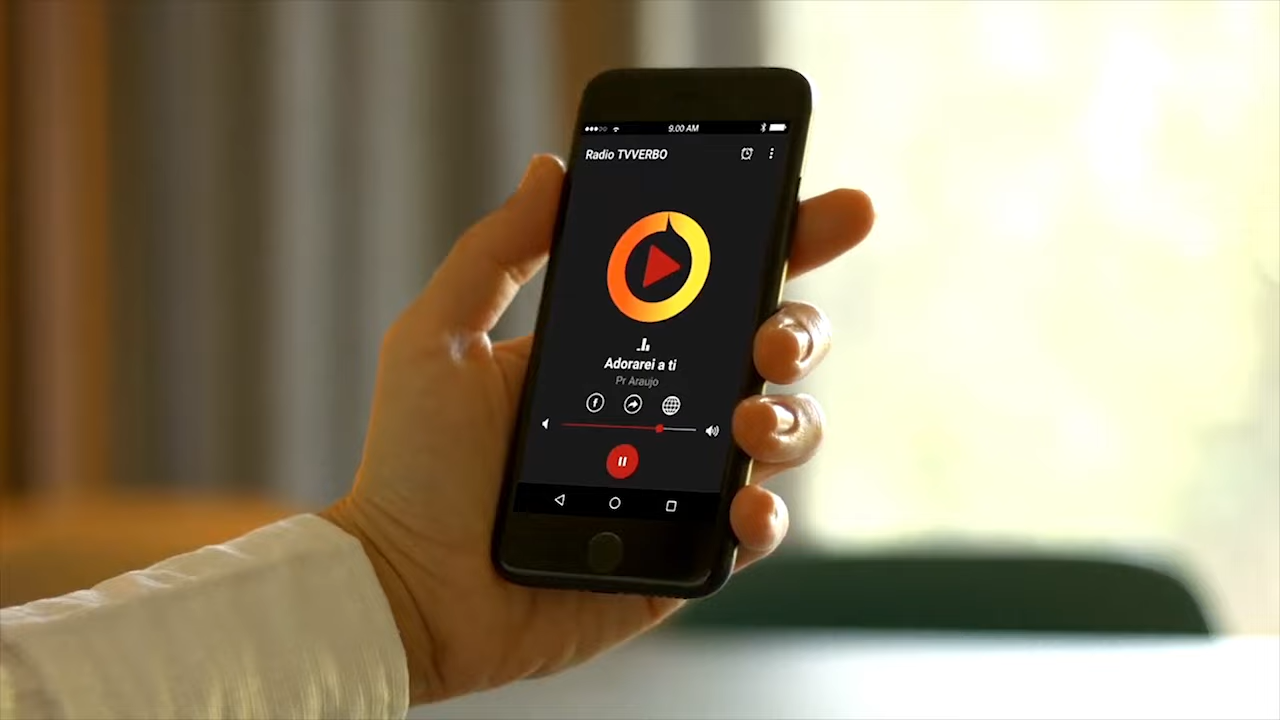 9.00 AM
Radio TVVERBO
Adorarei a ti
Pr Araujo
f